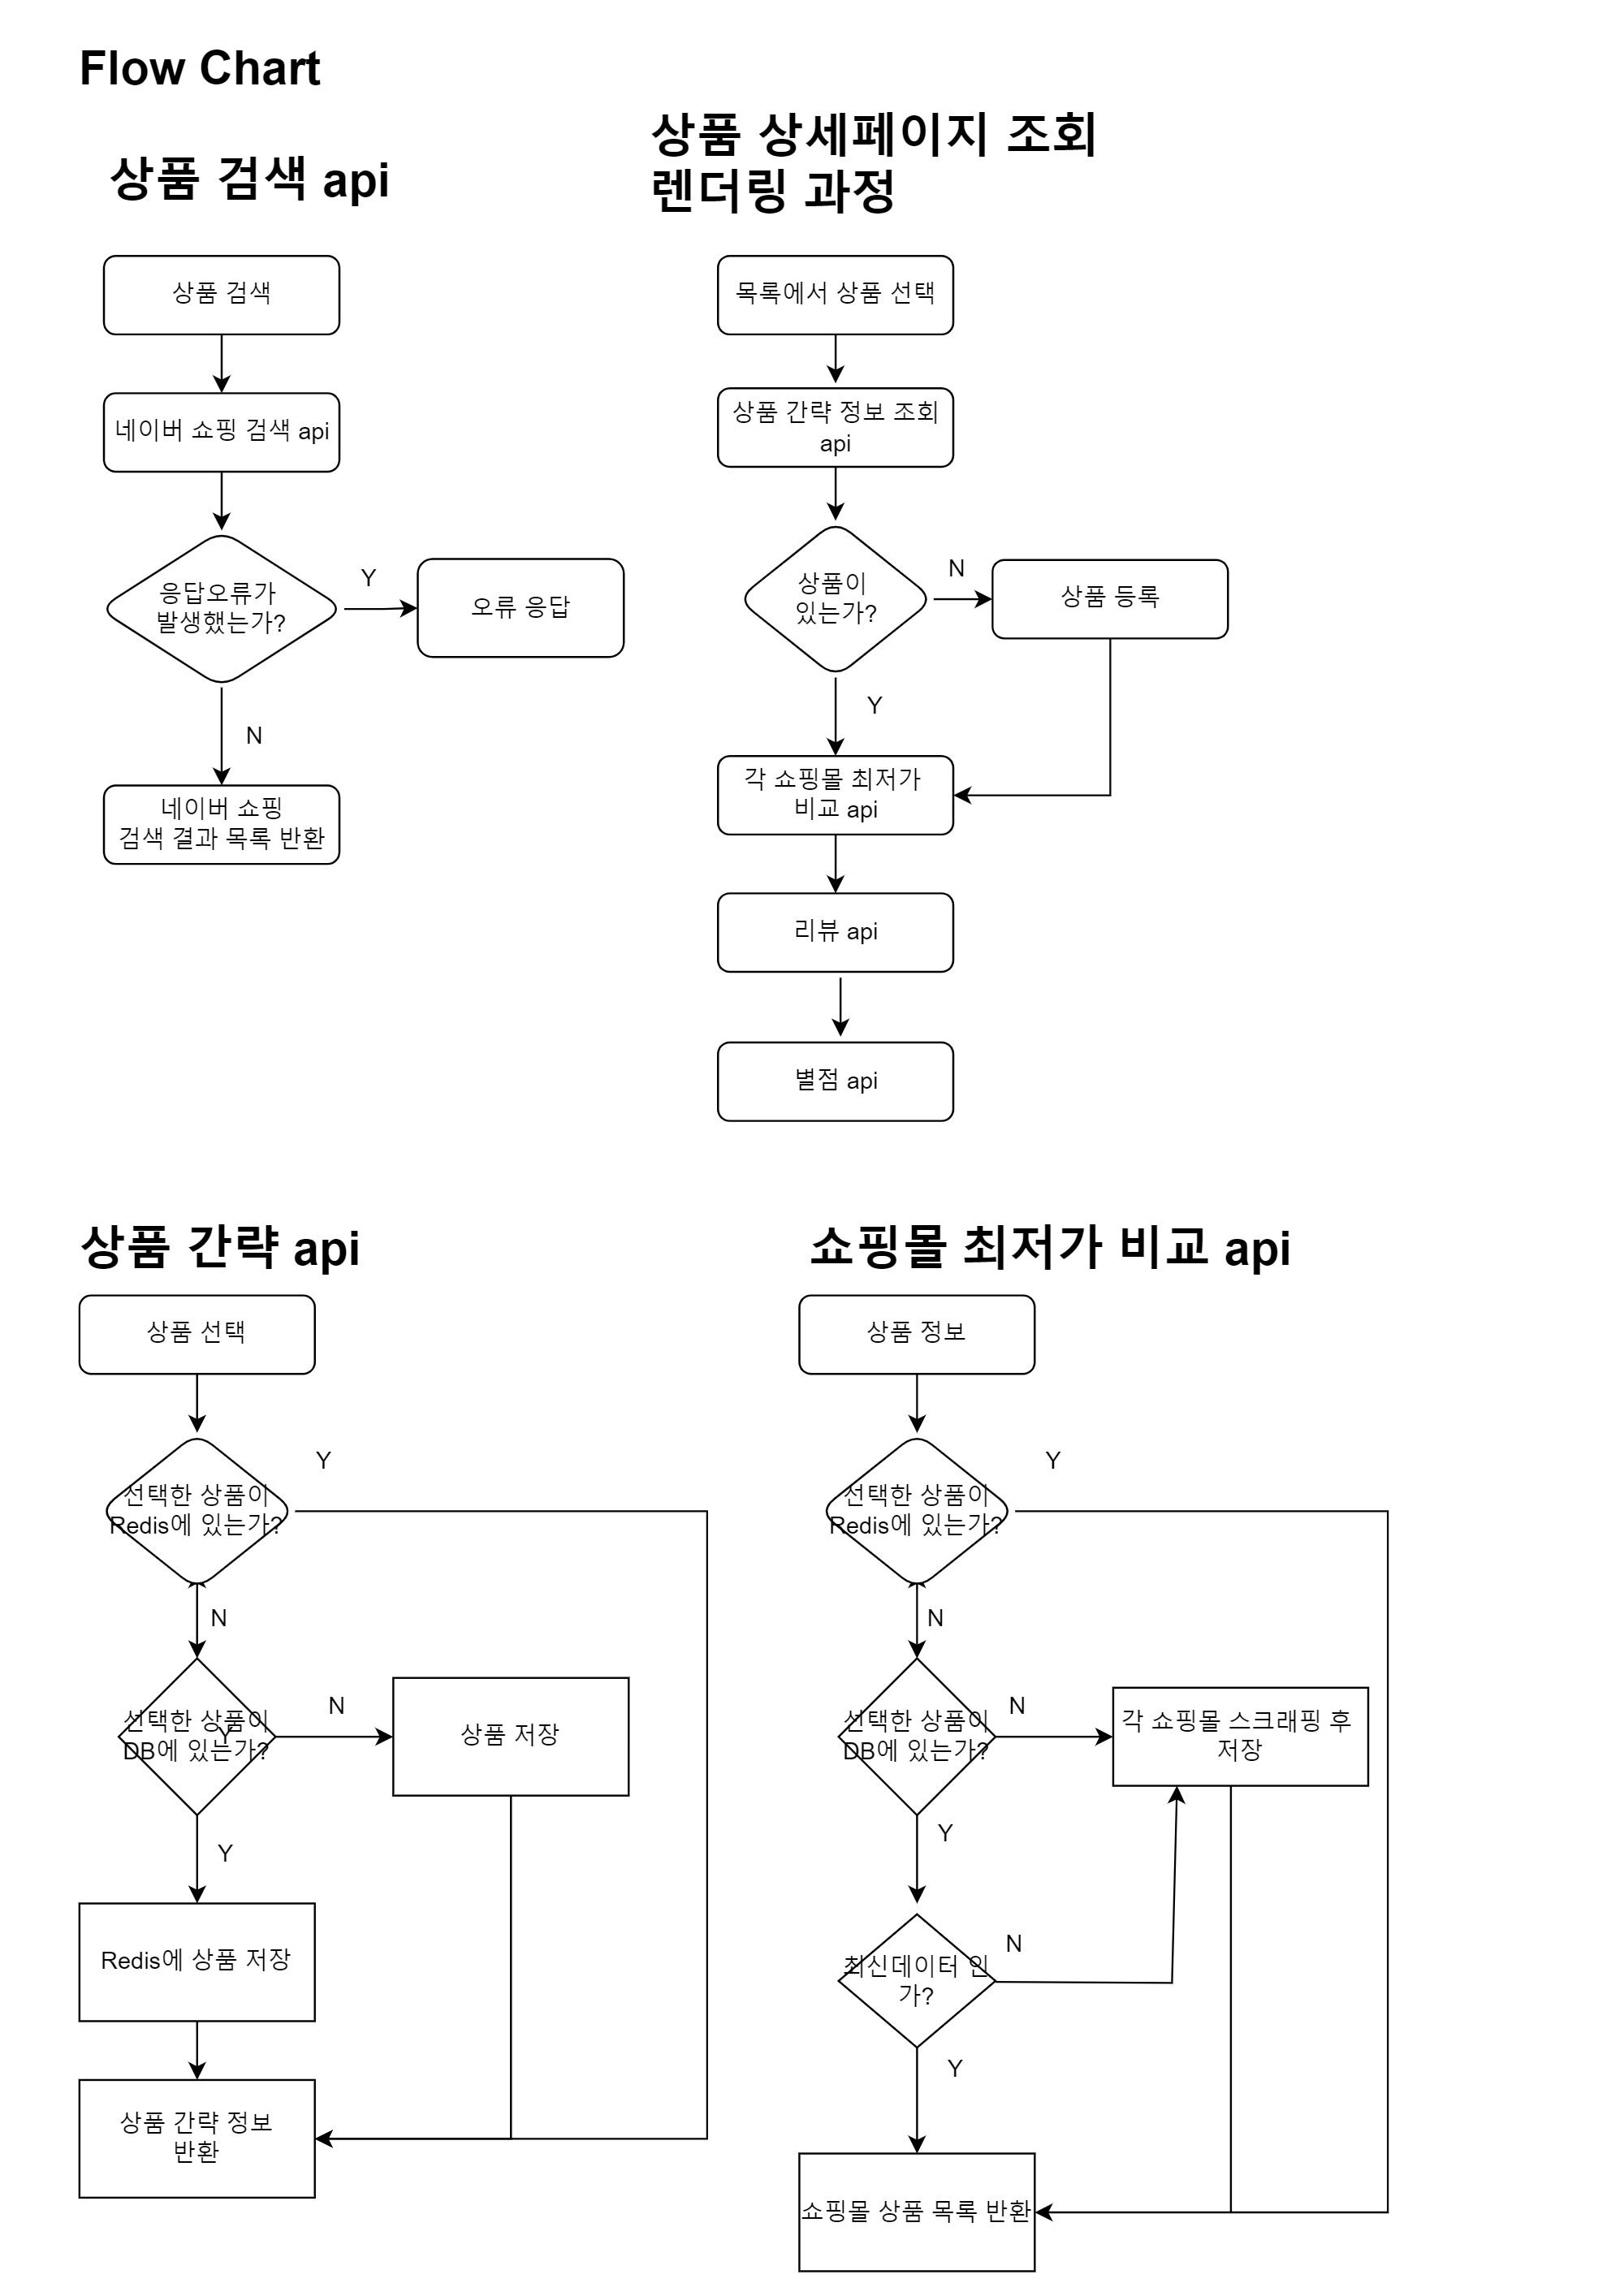 Flow Chart
상품 검색 api
상품 검색
네이버 쇼핑 검색 api
응답오류가
발생했는가?
Y
오류 응답
N
네이버 쇼핑
검색 결과 목록 반환
상품 상세페이지 조회
렌더링 과정
목록에서 상품 선택
상품 간략 정보 조회
api
상품이
있는가?
N
상품 등록
Y
각 쇼핑몰 최저가
비교 api
리뷰 api
별점 api
상품 간략 api
상품 선택
선택한 상품이
Redis에 있는가?
Y
N
선택한 상품이
DB에 있는가?
Y
N
상품 저장
Y
Redis에 상품 저장
상품 간략 정보
반환
쇼핑몰 최저가 비교 api
상품 정보
선택한 상품이
Redis에 있는가?
Y
N
선택한 상품이
DB에 있는가?
N
각 쇼핑몰 스크래핑 후
저장
Y
최신데이터 인
가?
N
Y
쇼핑몰 상품 목록 반환